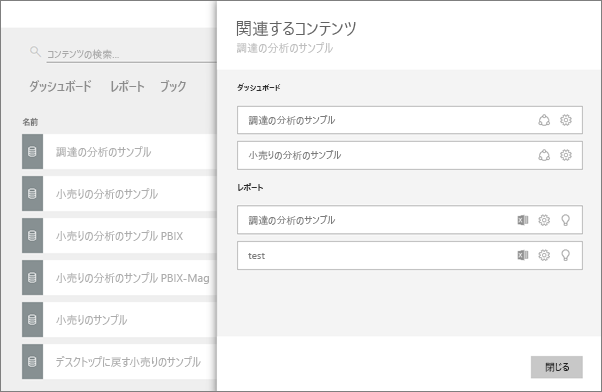 コンテンツの検索...
ダッシュボード レポート ブック
名前
調達の分析のサンプル
小売りの分析のサンプル
小売りの分析のサンプル PBIX
小売りの分析のサンプル PBIX-Mag
小売りのサンプル
デスクトップに戻す小売りのサンプル
関連するコンテンツ
調達の分析のサンプル
ダッシュボード
調達の分析のサンプル
小売りの分析のサンプル
レポート
調達の分析のサンプル
test
閉じる